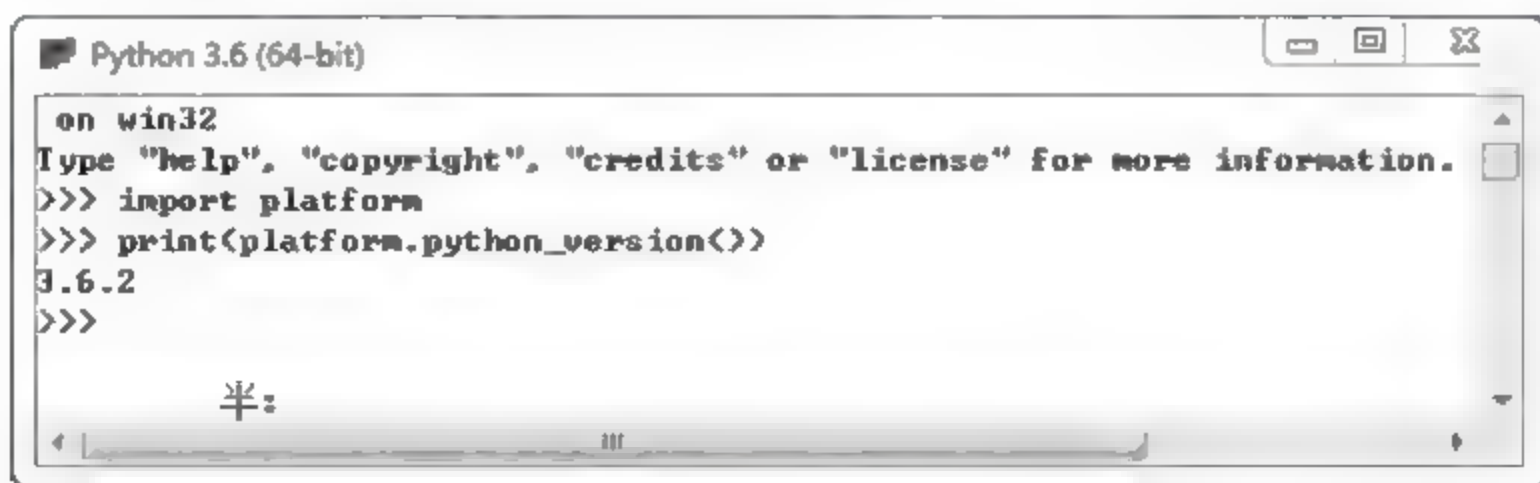 Python 3.6 (64-bit)
on win32
Type "help", "copyright", "credits" or "license" for more information.
>>> import platform
>>> print(platform.python_version())
3.6.2
>>>
半: